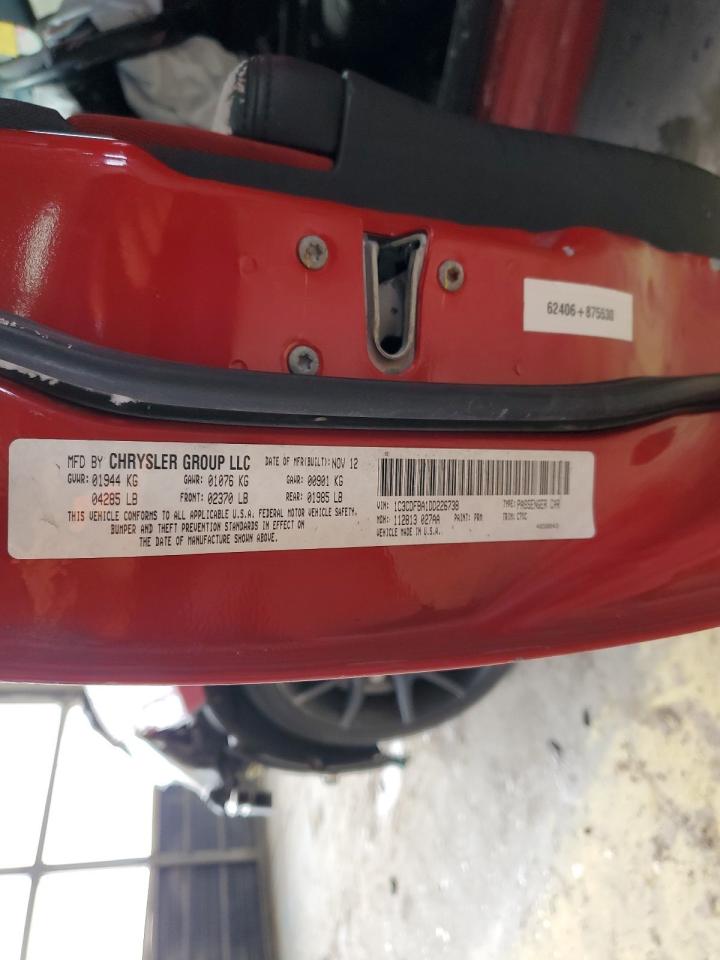 62406+875630
MFD BY CHRYSLER GROUP LLC DATE OF MFR(BUILT): NOV 12
GVWR: 01944 KG GAWR: 01076 KG GAWR: 00901 KG
04285 LB FRONT: 02370 LB REAR: 01985 LB
THIS VEHICLE CONFORMS TO ALL APPLICABLE U.S.A. FEDERAL MOTOR VEHICLE SAFETY,
BUMPER AND THEFT PREVENTION STANDARDS IN EFFECT ON
THE DATE OF MANUFACTURE SHOWN ABOVE.
VIN: 1C3CDFBA1DD226738 TYPE: PASSENGER CAR
MDH: 112813 027AA PAINT: PRM TRIM: CTX
VEHICLE MADE IN U.S.A.